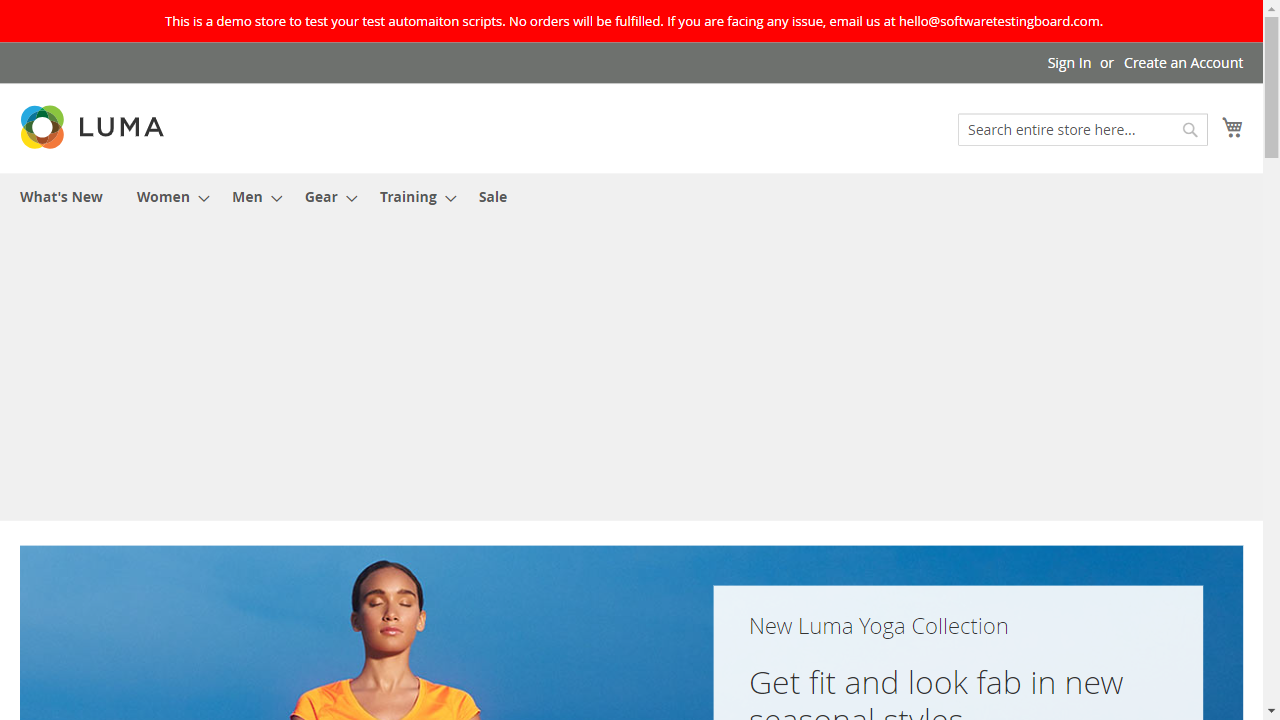 This is a demo store to test your test automaiton scripts. No orders will be fulfilled. If you are facing any issue, email us at hello@softwaretestingboard.com.
Sign In or Create an Account
LUMA
Search entire store here...
What's New Women Men Gear Training Sale
New Luma Yoga Collection
Get fit and look fab in new
seasonal styles